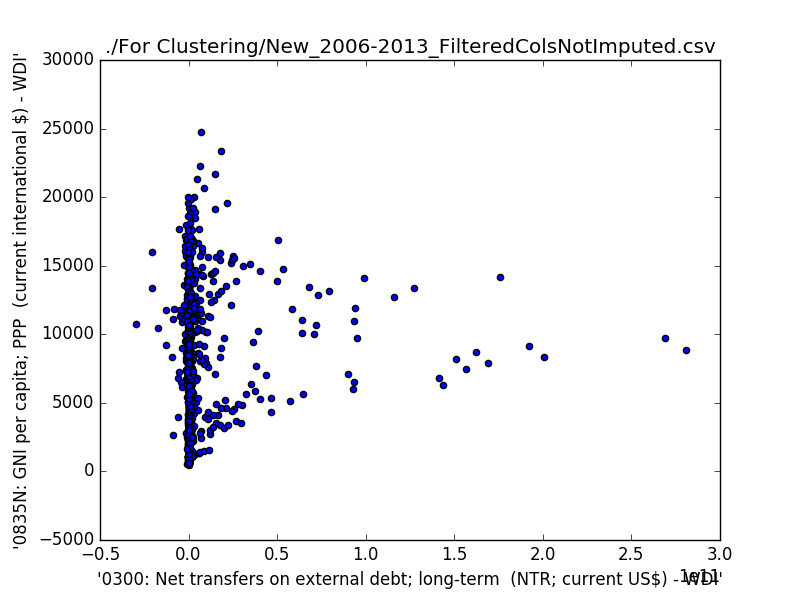 ./For Clustering/New_2006-2013_FilteredColsNotImputed.csv
30000
25000
20000
15000
10000
5000
0
−5000
'0835N: GNI per capita; PPP  (current international $) - WDI'
−0.5 0.0 0.5 1.0 1.5 2.0 2.5 3.0
1e11
'0300: Net transfers on external debt; long-term  (NTR; current US$) - WDI'